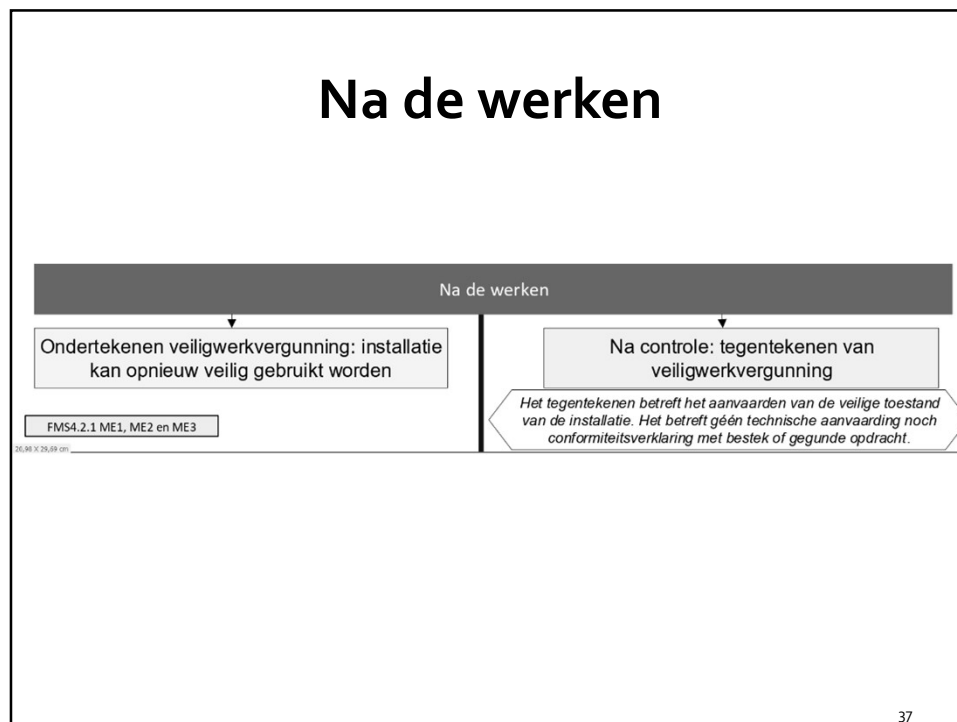 Na de werken
Na de werken
Ondertekenen veiligwerkvergunning: installatie
kan opnieuw veilig gebruikt worden
FMS4.2.1 ME1, ME2 en ME3
Na controle: tegentekenen van
veiligwerkvergunning
Het tegentekenen betreft het aanvaarden van de veilige toestand
van de installatie. Het betreft géén technische aanvaarding noch
conformiteitsverklaring met bestek of gegunde opdracht.
37